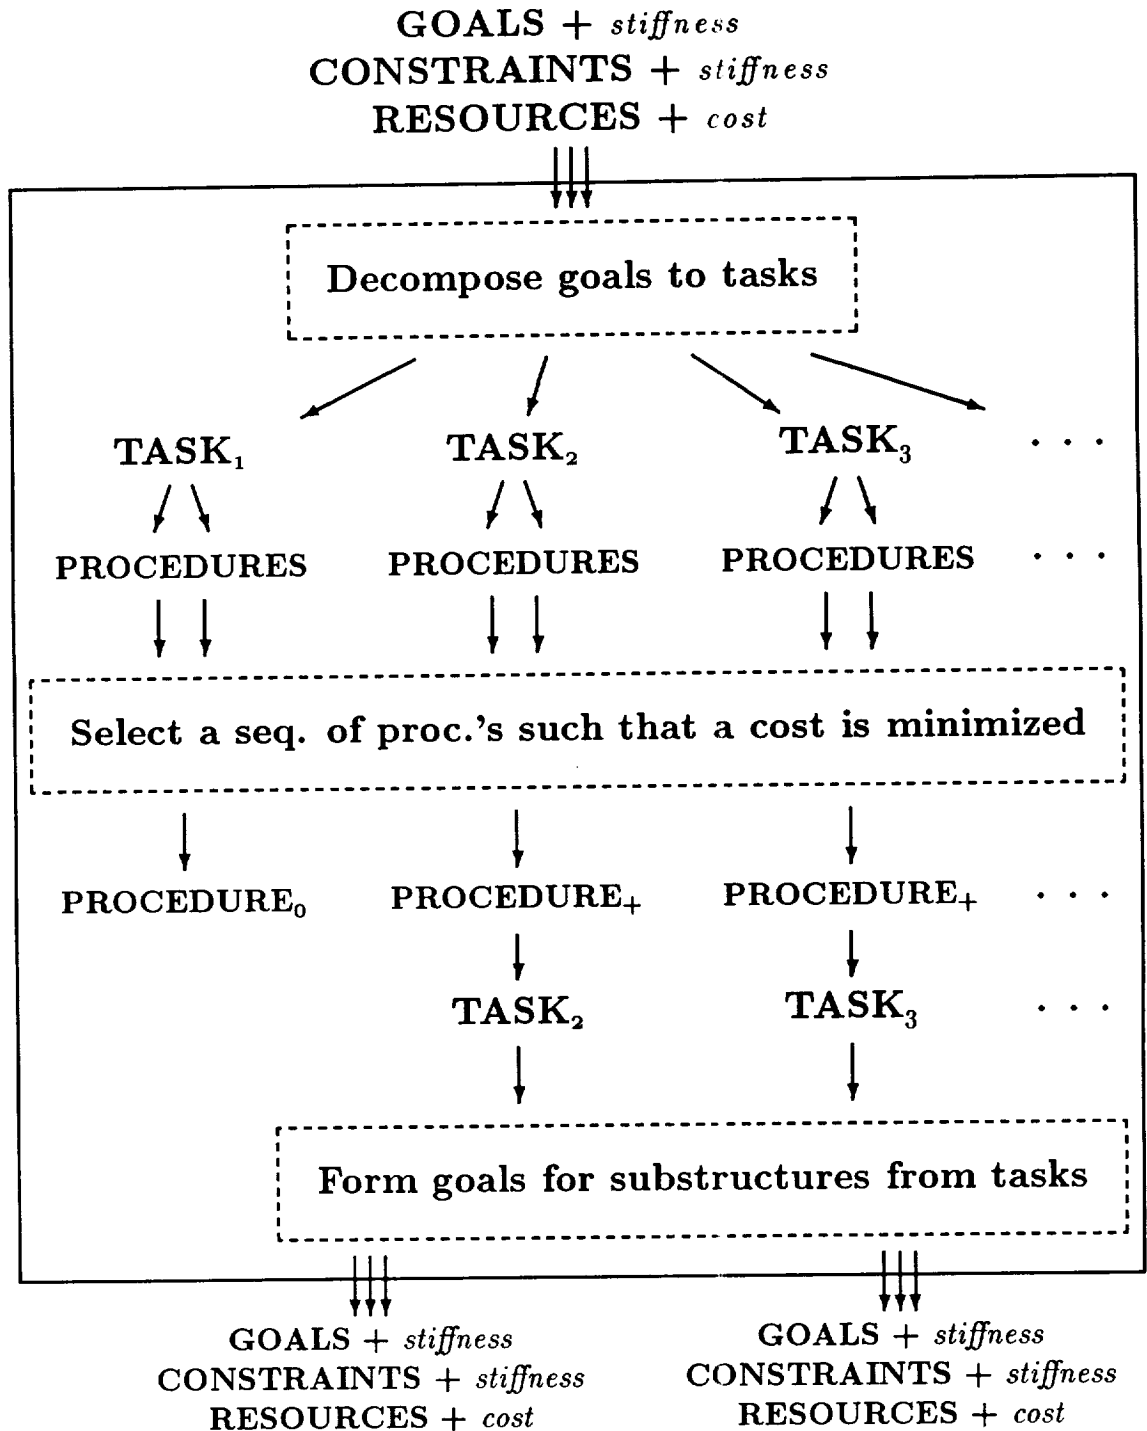 GOALS + stiffness
CONSTRAINTS + stiffness
RESOURCES + cost
Decompose goals to tasks
TASK₁ TASK₂ TASK₃ . . .
PROCEDURES PROCEDURES PROCEDURES . . .
Select a seq. of proc.'s such that a cost is minimized
PROCEDURE₀ PROCEDURE₊ PROCEDURE₊ . . .
TASK₂ TASK₃ . . .
Form goals for substructures from tasks
GOALS + stiffness GOALS + stiffness
CONSTRAINTS + stiffness CONSTRAINTS + stiffness
RESOURCES + cost RESOURCES + cost